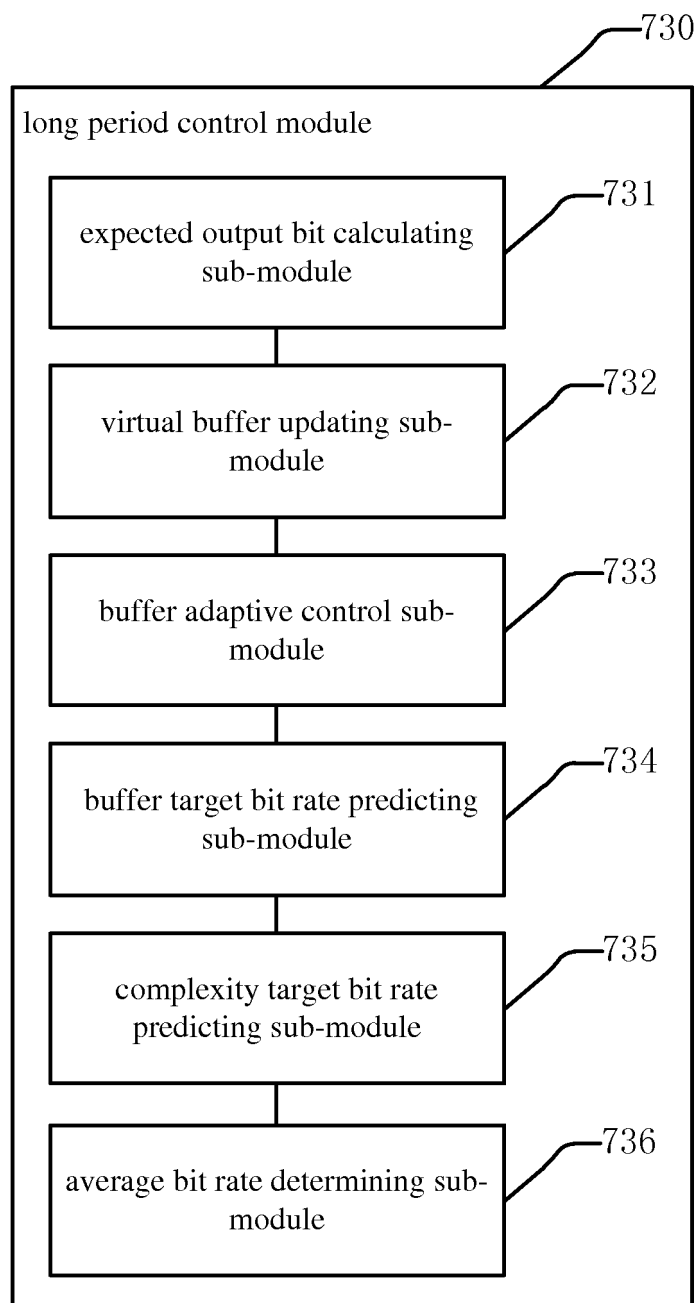 730
long period control module
731
expected output bit calculating
sub-module
732
virtual buffer updating sub-
module
733
buffer adaptive control sub-
module
734
buffer target bit rate predicting
sub-module
735
complexity target bit rate
predicting sub-module
736
average bit rate determining sub-
module